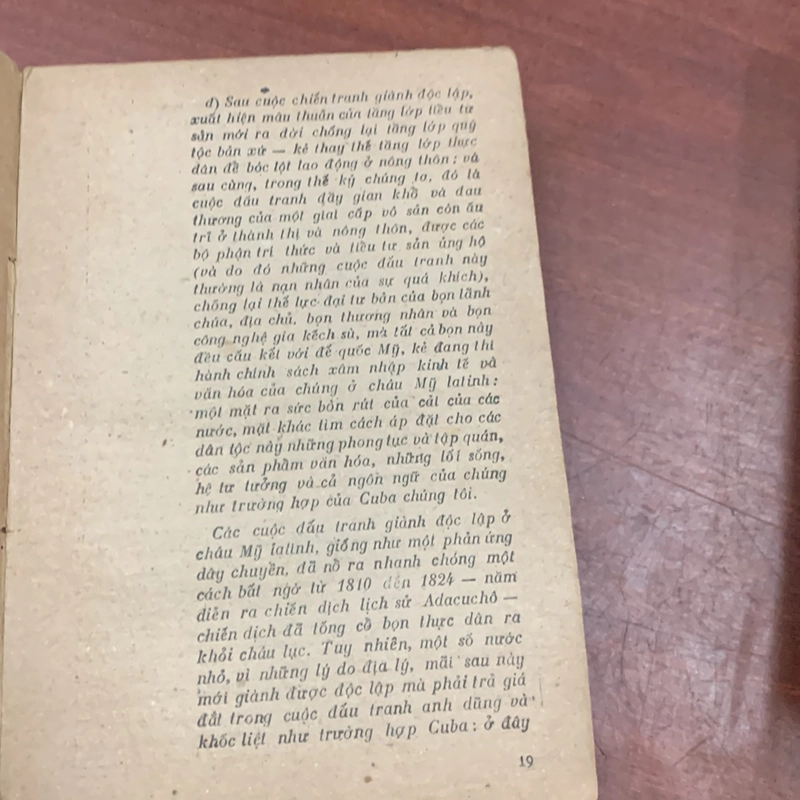 d) Sau cuộc chiến tranh giành độc lập,
xuất hiện mâu thuẫn của tầng lớp tiểu tư
sản mới ra đời chống lại tầng lớp quý
tộc bản xứ — kẻ thay thế tầng lớp thực
dân để bóc lột lao động ở nông thôn; và
sau cùng, trong thế kỷ chúng ta, đó là
cuộc đấu tranh đầy gian khổ và đau
thương của một giai cấp vô sản còn ấu
trĩ ở thành thị và nông thôn, được các
bộ phận trí thức và tiểu tư sản ủng hộ
(và do đó những cuộc đấu tranh này
thường là nạn nhân của sự quá khích),
chống lại thế lực đại tư bản của bọn lãnh
chúa, địa chủ, bọn thương nhân và bọn
công nghệ gia kếch sù, mà tất cả bọn này
đều cấu kết với đế quốc Mỹ, kẻ đang thi
hành chính sách xâm nhập kinh tế và
văn hóa của chúng ở châu Mỹ latinh:
một mặt ra sức bòn rút của cải của các
nước, mặt khác tìm cách áp đặt cho các
dân tộc nầy những phong tục và tập quán,
các sản phẩm văn hóa, những lối sống,
hệ tư tưởng và cả ngôn ngữ của chúng
như trường hợp của Cuba chúng tôi.
Các cuộc đấu tranh giành độc lập ở
châu Mỹ latinh, giống như một phản ứng
dây chuyền, đã nổ ra nhanh chóng một
cách bất ngờ từ 1810 đến 1824 — năm
diễn ra chiến dịch lịch sử Adacuchô —
chiến dịch đã tống cổ bọn thực dân ra
khỏi châu lục. Tuy nhiên, một số nước
nhỏ, vì những lý do địa lý, mãi sau này
mới giành được độc lập mà phải trả giá
đắt trong cuộc đấu tranh anh dũng và
khốc liệt như trường hợp Cuba: ở đây
19